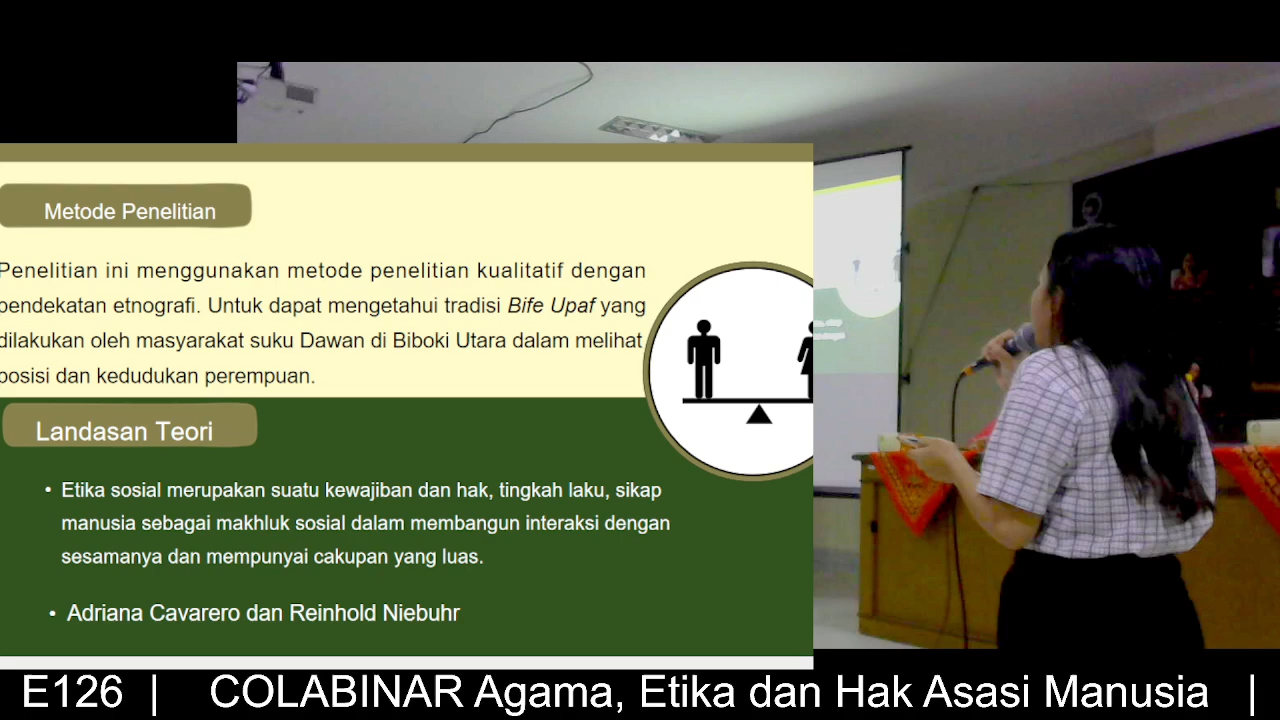 Metode Penelitian
Penelitian ini menggunakan metode penelitian kualitatif dengan
pendekatan etnografi. Untuk dapat mengetahui tradisi Bife Upaf yang
dilakukan oleh masyarakat suku Dawan di Biboki Utara dalam melihat
posisi dan kedudukan perempuan.
Landasan Teori
• Etika sosial merupakan suatu kewajiban dan hak, tingkah laku, sikap
manusia sebagai makhluk sosial dalam membangun interaksi dengan
sesamanya dan mempunyai cakupan yang luas.
• Adriana Cavarero dan Reinhold Niebuhr
E126 | COLABINAR Agama, Etika dan Hak Asasi Manusia |